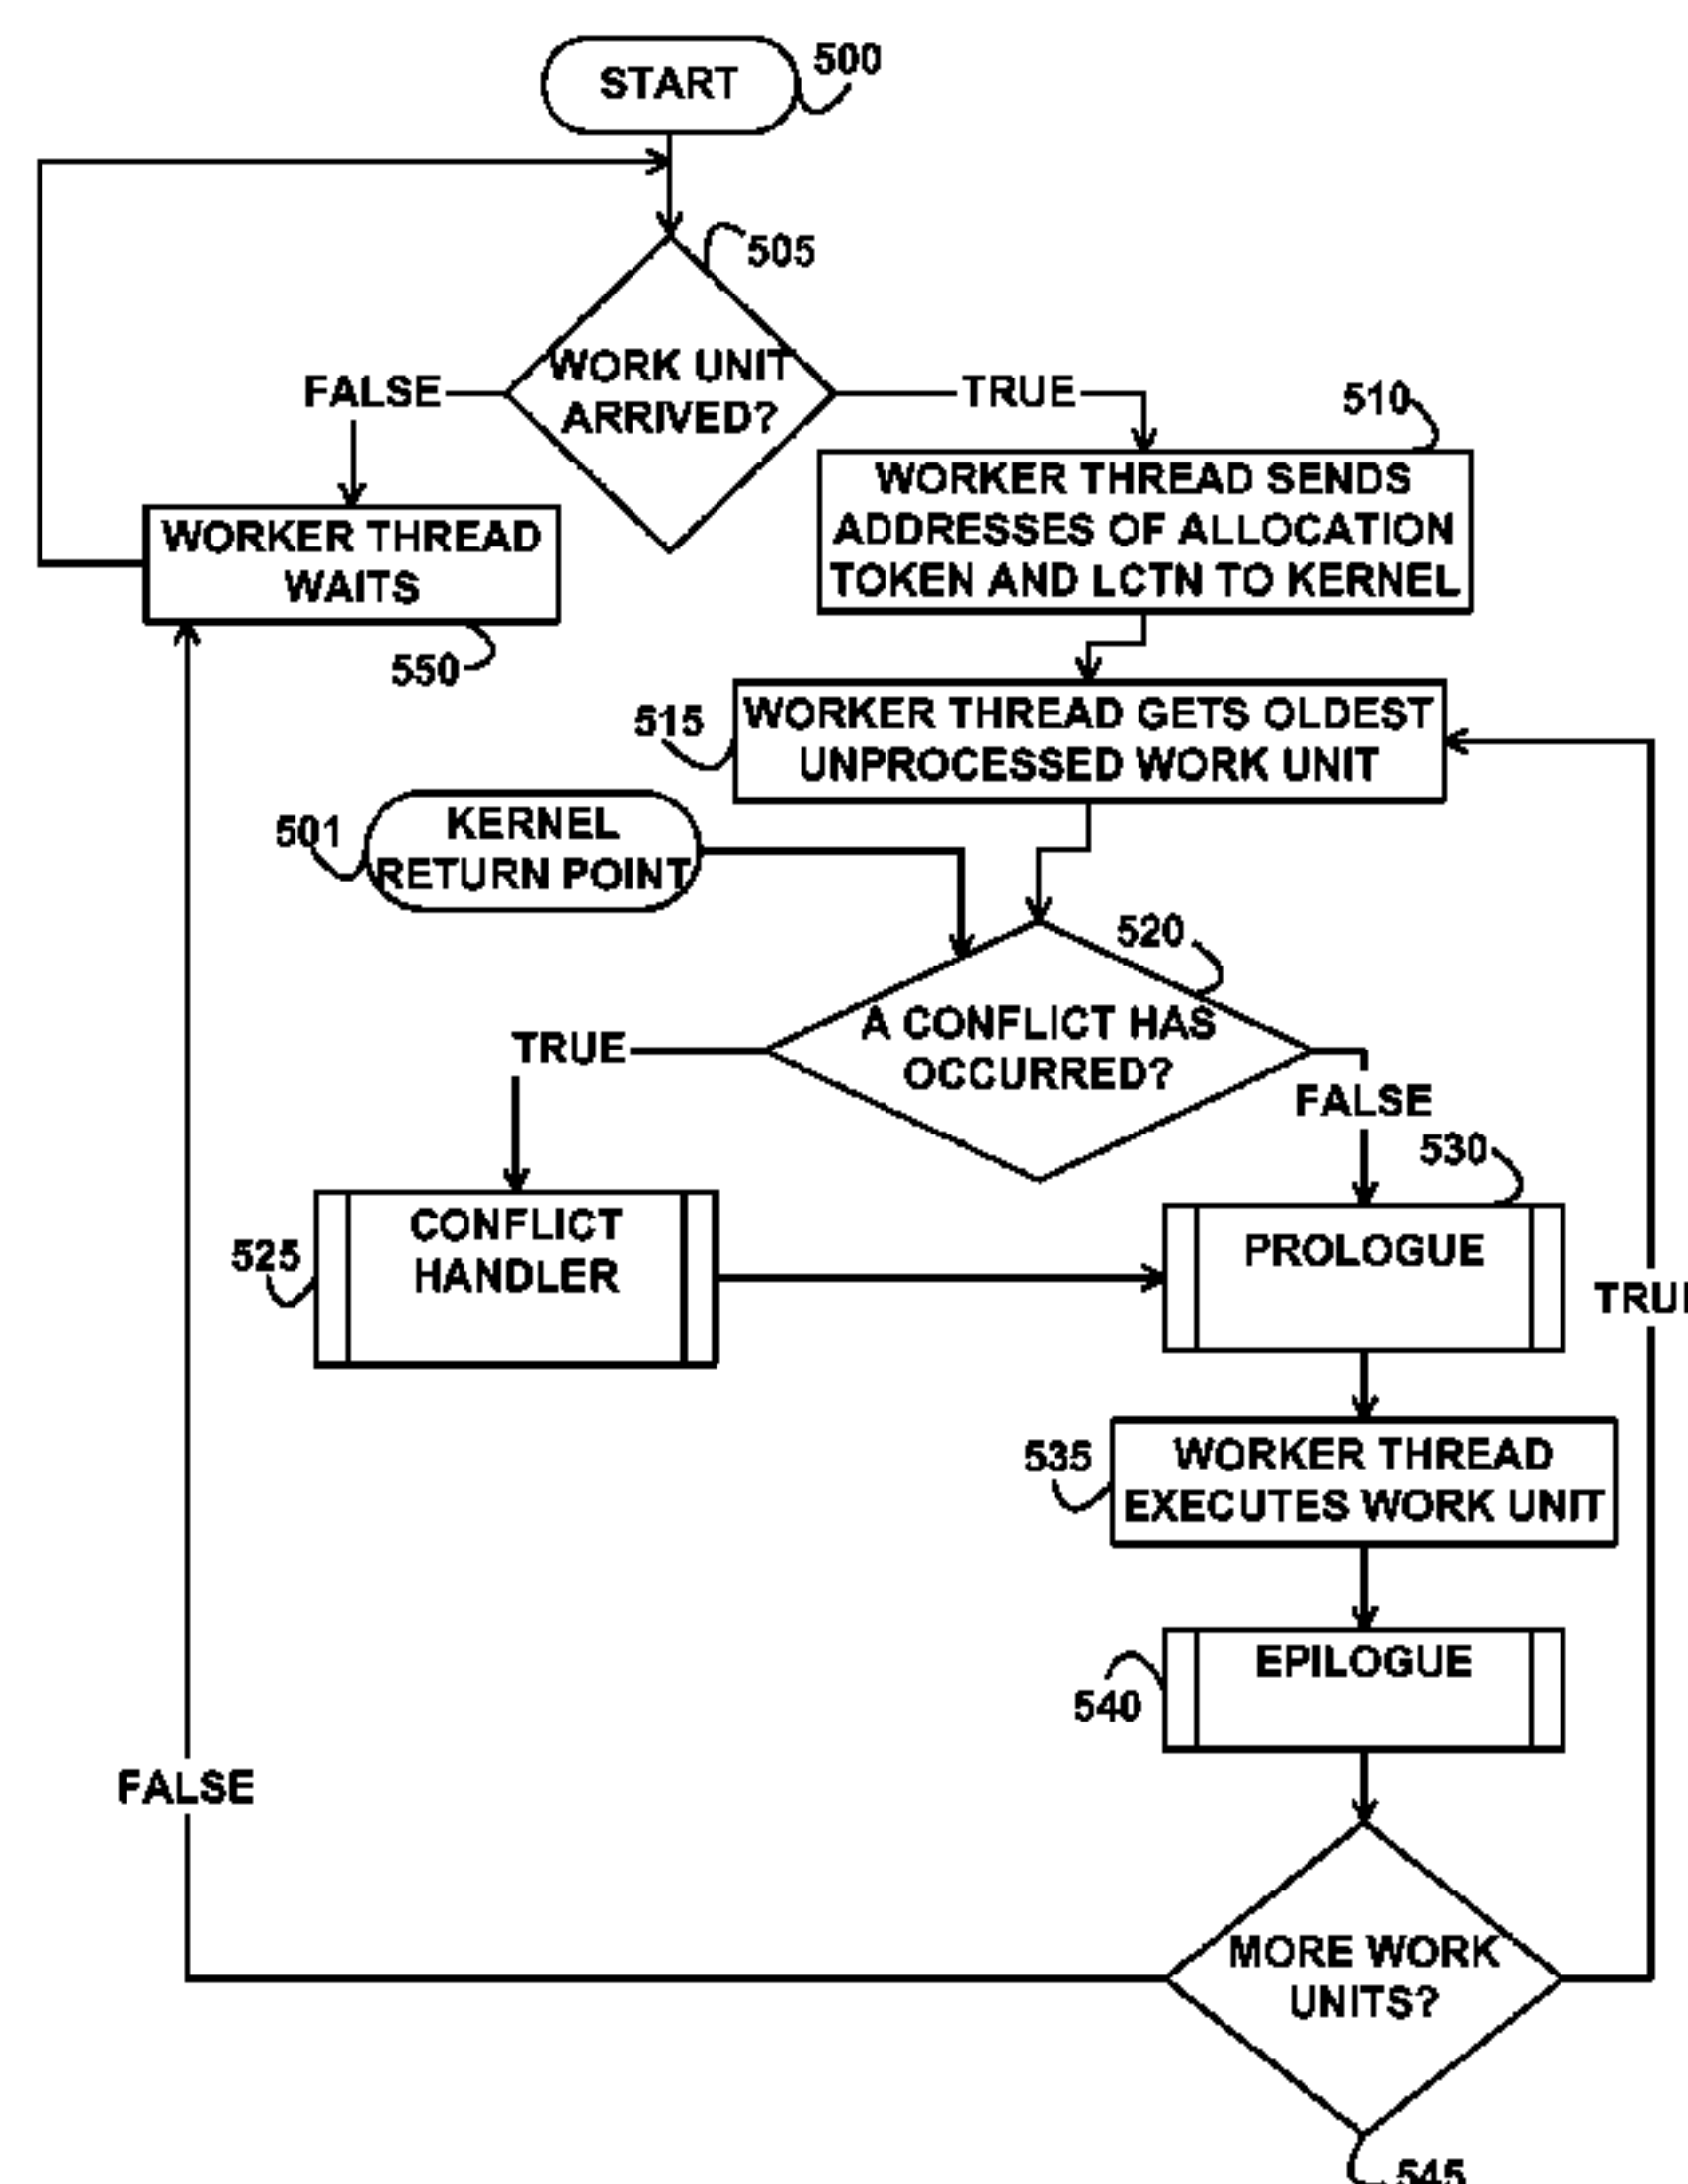 START
500
505
WORK UNIT
ARRIVED?
FALSE
TRUE
510
WORKER THREAD SENDS
ADDRESSES OF ALLOCATION
TOKEN AND LCTN TO KERNEL
WORKER THREAD
WAITS
550
515
WORKER THREAD GETS OLDEST
UNPROCESSED WORK UNIT
501
KERNEL
RETURN POINT
520
A CONFLICT HAS
OCCURRED?
TRUE
FALSE
530
525
CONFLICT
HANDLER
PROLOGUE
TRUE
535
WORKER THREAD
EXECUTES WORK UNIT
EPILOGUE
540
FALSE
MORE WORK
UNITS?
545